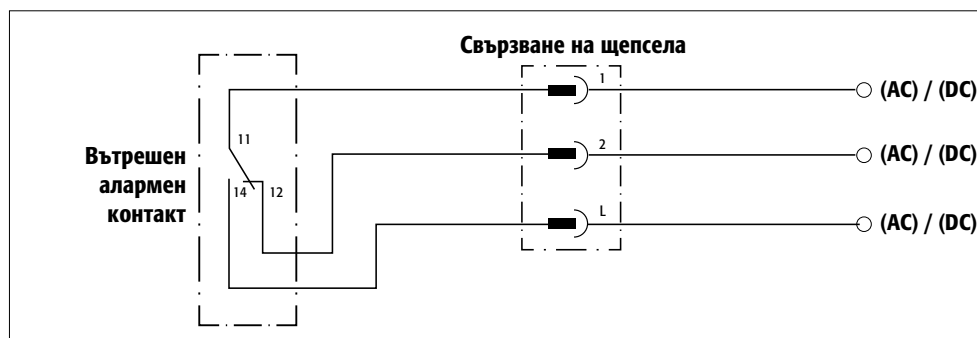 Свързване на щепсела
1
(AC) / (DC)
11
2
(AC) / (DC)
Вътрешен
алармен
контакт
14
12
L
(AC) / (DC)